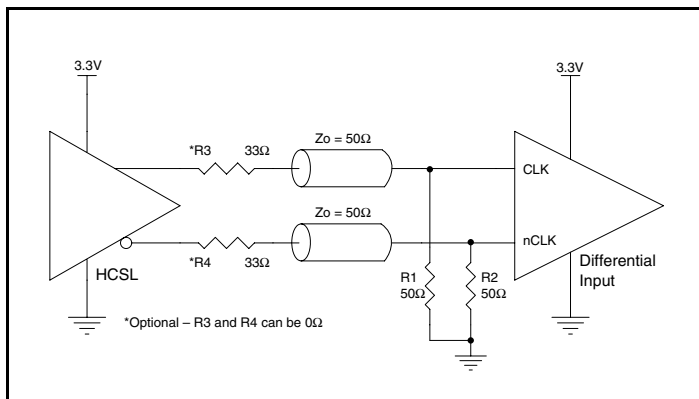 3.3V
3.3V
*R3 33Ω
Zo = 50Ω
CLK
Zo = 50Ω
nCLK
*R4 33Ω
HCSL
R1
50Ω
R2
50Ω
Differential
Input
*Optional – R3 and R4 can be 0Ω